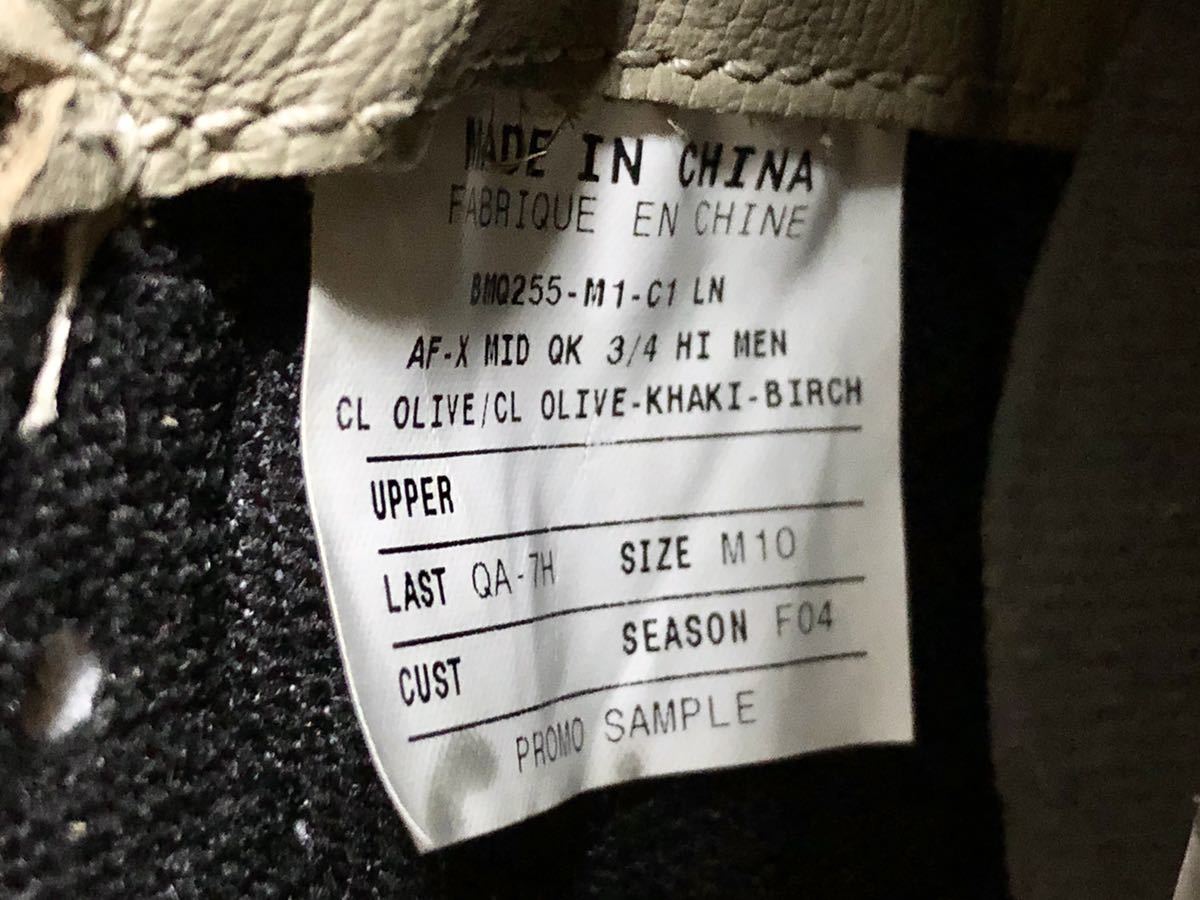 MADE IN CHINA
FABRIQUE EN CHINE
BMQ255-M1-C1 LN
AF-X MID QK 3/4 HI MEN
CL OLIVE/CL OLIVE-KHAKI-BIRCH
UPPER
LAST QA-7H SIZE M10
CUST SEASON F04
PROMO SAMPLE